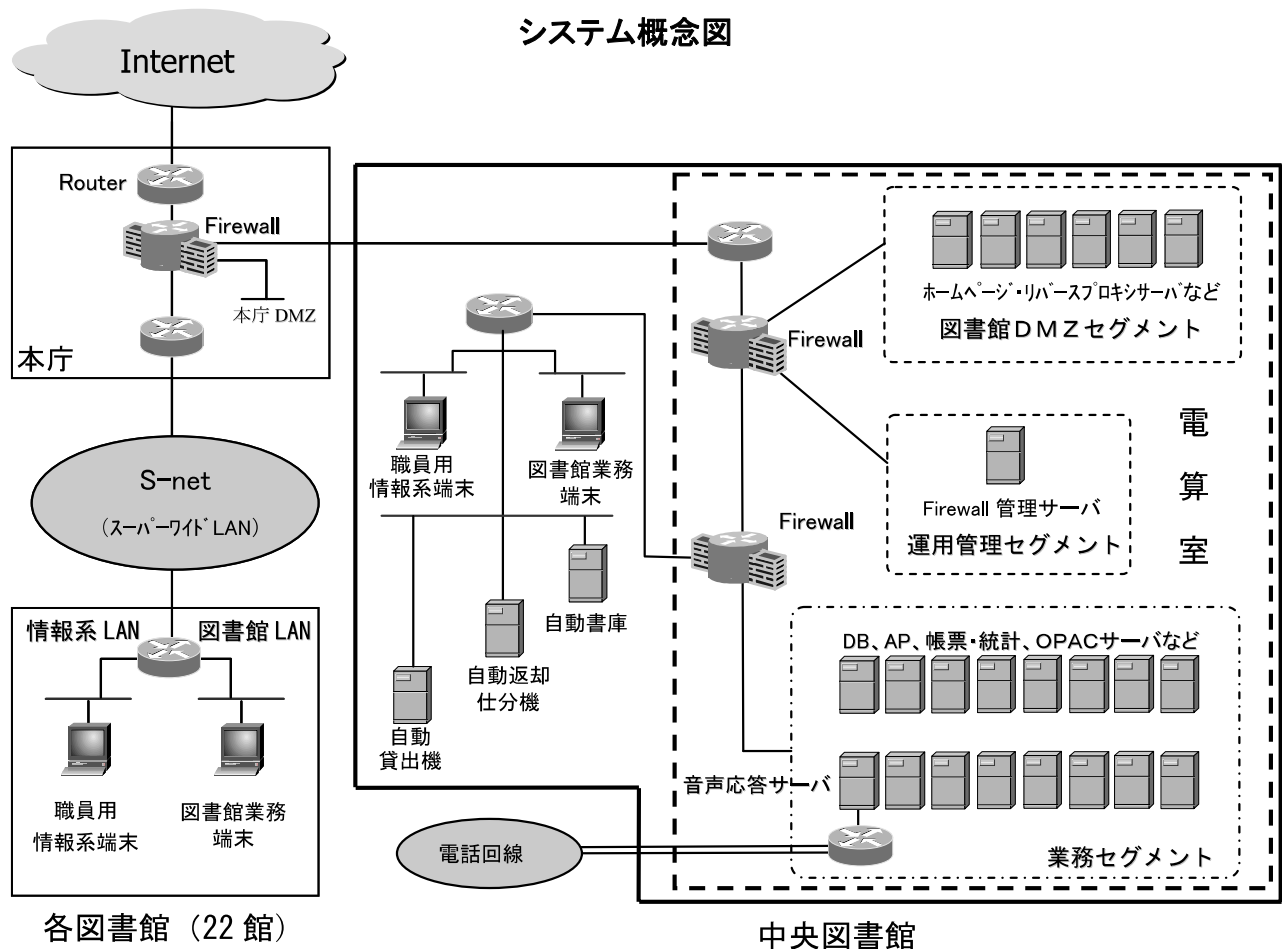 システム概念図
Internet
Router
Firewall
本庁 DMZ
本庁
S-net
(スーパーワイドLAN)
情報系 LAN
図書館 LAN
職員用
情報系端末
図書館業務
端末
各図書館（22 館）
職員用
情報系端末
図書館業務
端末
自動書庫
自動返却
仕分機
自動
貸出機
Firewall
ホームページ・リバースプロキシサーバなど
図書館ＤＭＺセグメント
Firewall 管理サーバ
運用管理セグメント
電算室
Firewall
DB、AP、帳票・統計、OPACサーバなど
音声応答サーバ
業務セグメント
電話回線
中央図書館